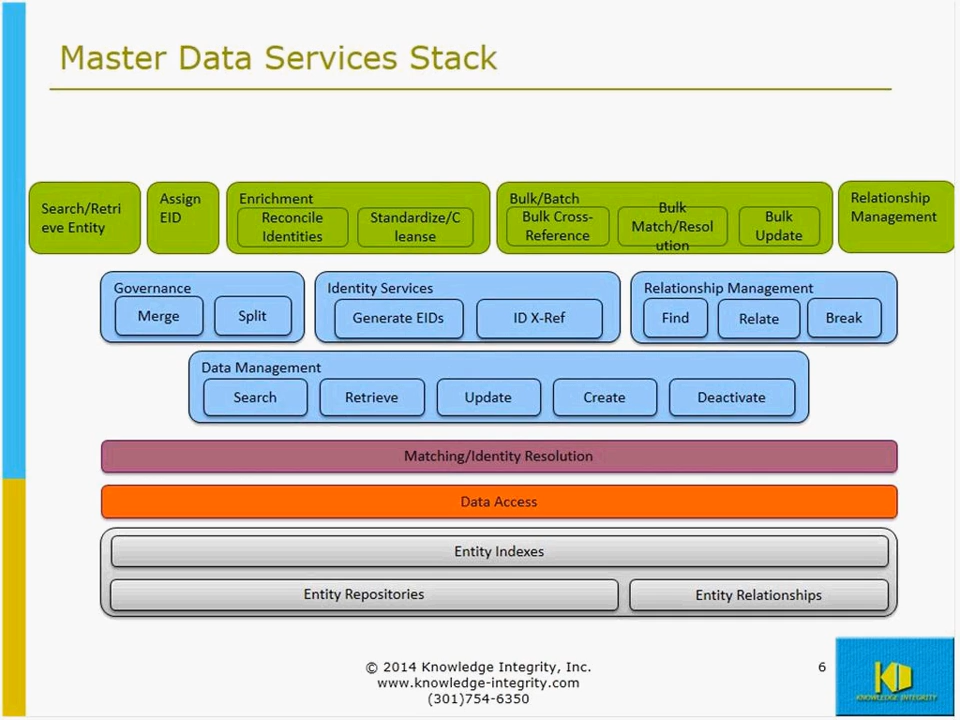 Master Data Services Stack
Search/Retri
eve Entity
Assign
EID
Enrichment
Reconcile
Identities
Standardize/C
leanse
Bulk/Batch
Bulk Cross-
Reference
Bulk
Match/Resol
ution
Bulk
Update
Relationship
Management
Governance
Merge
Split
Identity Services
Generate EIDs
ID X-Ref
Relationship Management
Find
Relate
Break
Data Management
Search
Retrieve
Update
Create
Deactivate
Matching/Identity Resolution
Data Access
Entity Indexes
Entity Repositories
Entity Relationships
© 2014 Knowledge Integrity, Inc.
www.knowledge-integrity.com
(301)754-6350
6
KNOWLEDGE INTEGRITY